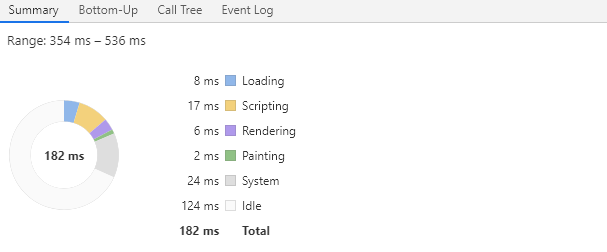 Summary Bottom-Up Call Tree Event Log
Range: 354 ms – 536 ms
8 ms Loading
17 ms Scripting
6 ms Rendering
182 ms
2 ms Painting
24 ms System
124 ms Idle
182 ms Total